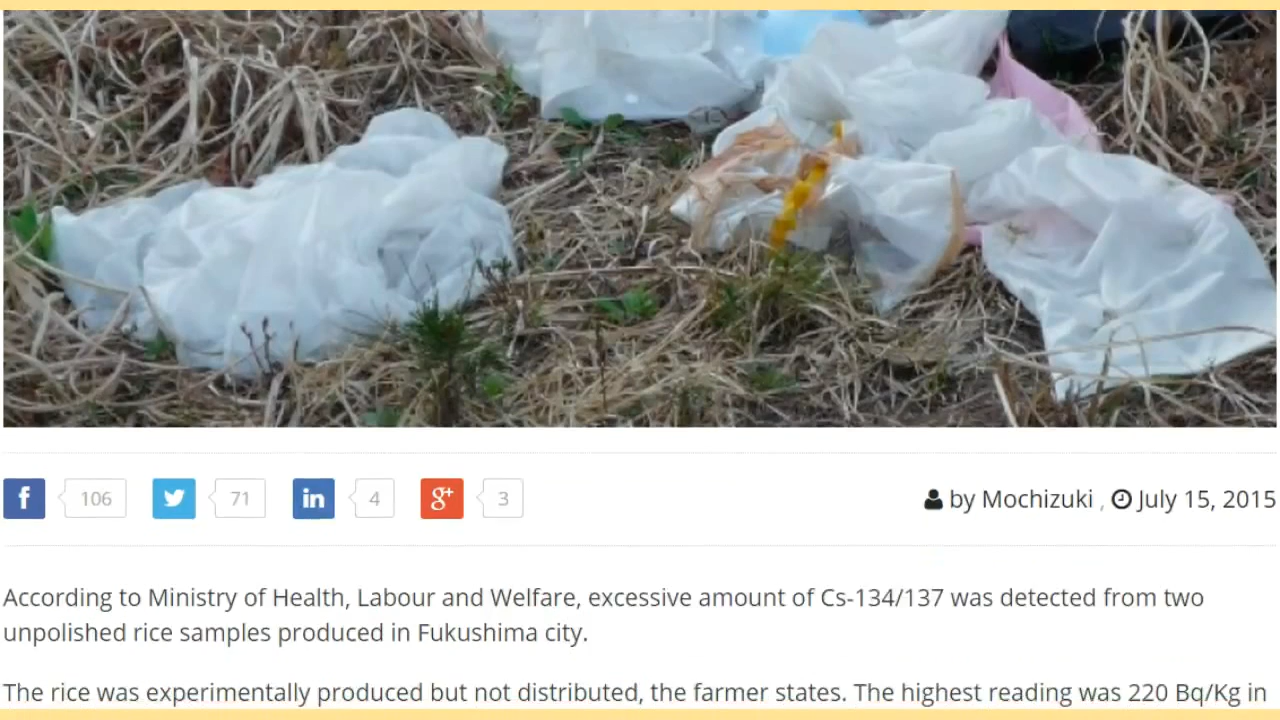 f 106 71 in 4 g+ 3 by Mochizuki , July 15, 2015
According to Ministry of Health, Labour and Welfare, excessive amount of Cs-134/137 was detected from two
unpolished rice samples produced in Fukushima city.
The rice was experimentally produced but not distributed, the farmer states. The highest reading was 220 Bq/Kg in